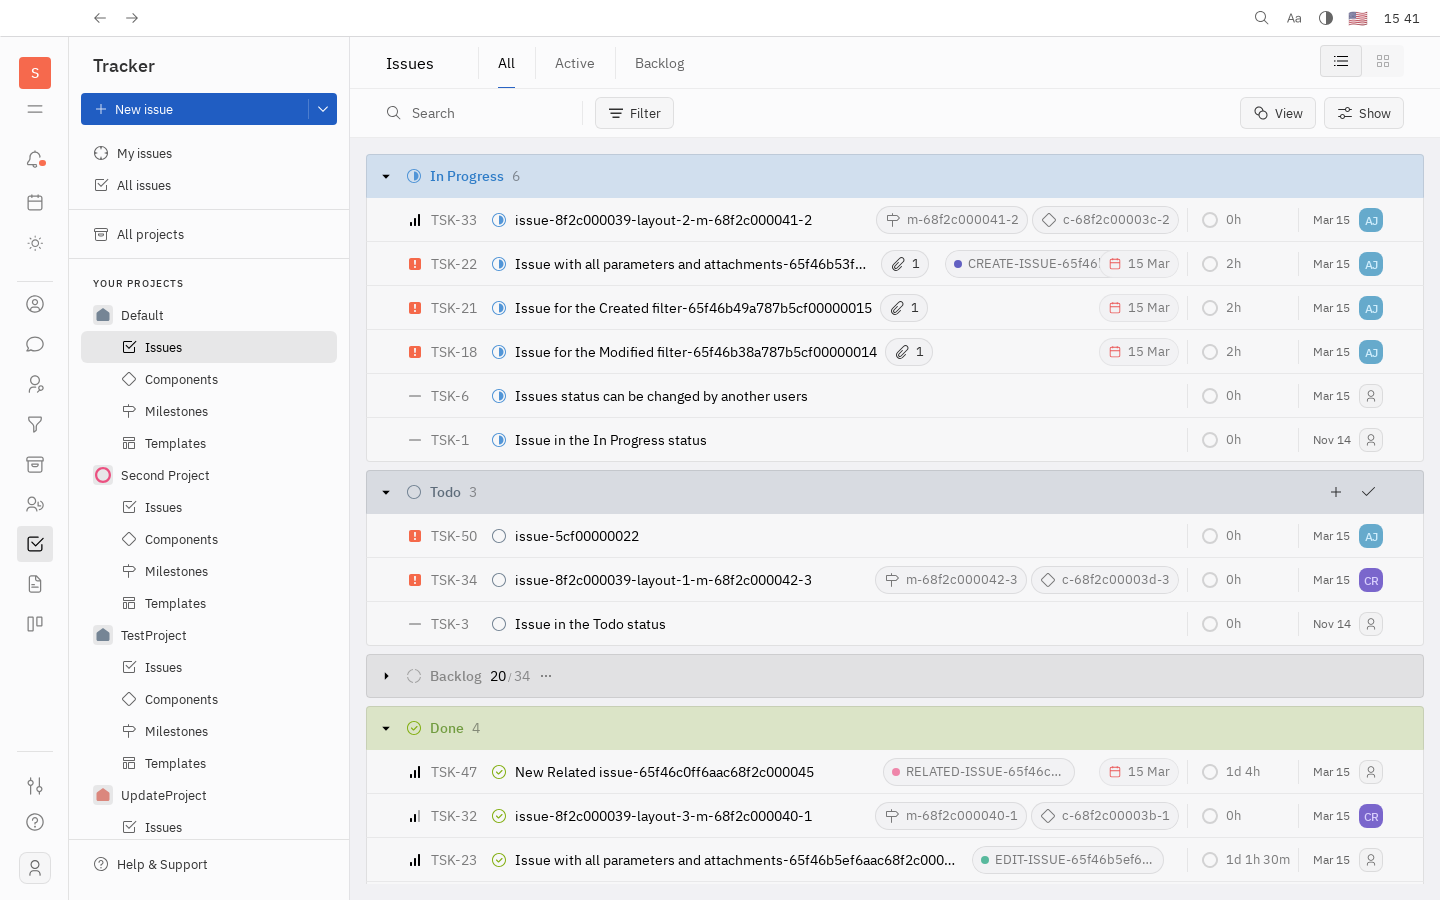 Aa 15 41
S
Tracker
New issue
My issues
All issues
All projects
YOUR PROJECTS
Default
Issues
Components
Milestones
Templates
Second Project
Issues
Components
Milestones
Templates
TestProject
Issues
Components
Milestones
Templates
UpdateProject
Issues
Help & Support
Issues All Active Backlog
Search Filter View Show
In Progress 6
TSK-33 issue-8f2c000039-layout-2-m-68f2c000041-2 m-68f2c000041-2 c-68f2c00003c-2 0h Mar 15 AJ
TSK-22 Issue with all parameters and attachments-65f46b53f... 1 CREATE-ISSUE-65f46 15 Mar 2h Mar 15 AJ
TSK-21 Issue for the Created filter-65f46b49a787b5cf00000015 1 15 Mar 2h Mar 15 AJ
TSK-18 Issue for the Modified filter-65f46b38a787b5cf00000014 1 15 Mar 2h Mar 15 AJ
TSK-6 Issues status can be changed by another users 0h Mar 15
TSK-1 Issue in the In Progress status 0h Nov 14
Todo 3
TSK-50 issue-5cf00000022 0h Mar 15 AJ
TSK-34 issue-8f2c000039-layout-1-m-68f2c000042-3 m-68f2c000042-3 c-68f2c00003d-3 0h Mar 15 CR
TSK-3 Issue in the Todo status 0h Nov 14
Backlog 20/34 ...
Done 4
TSK-47 New Related issue-65f46c0ff6aac68f2c000045 RELATED-ISSUE-65f46c... 15 Mar 1d 4h Mar 15
TSK-32 issue-8f2c000039-layout-3-m-68f2c000040-1 m-68f2c000040-1 c-68f2c00003b-1 0h Mar 15 CR
TSK-23 Issue with all parameters and attachments-65f46b5ef6aac68f2c000... EDIT-ISSUE-65f46b5ef6... 1d 1h 30m Mar 15